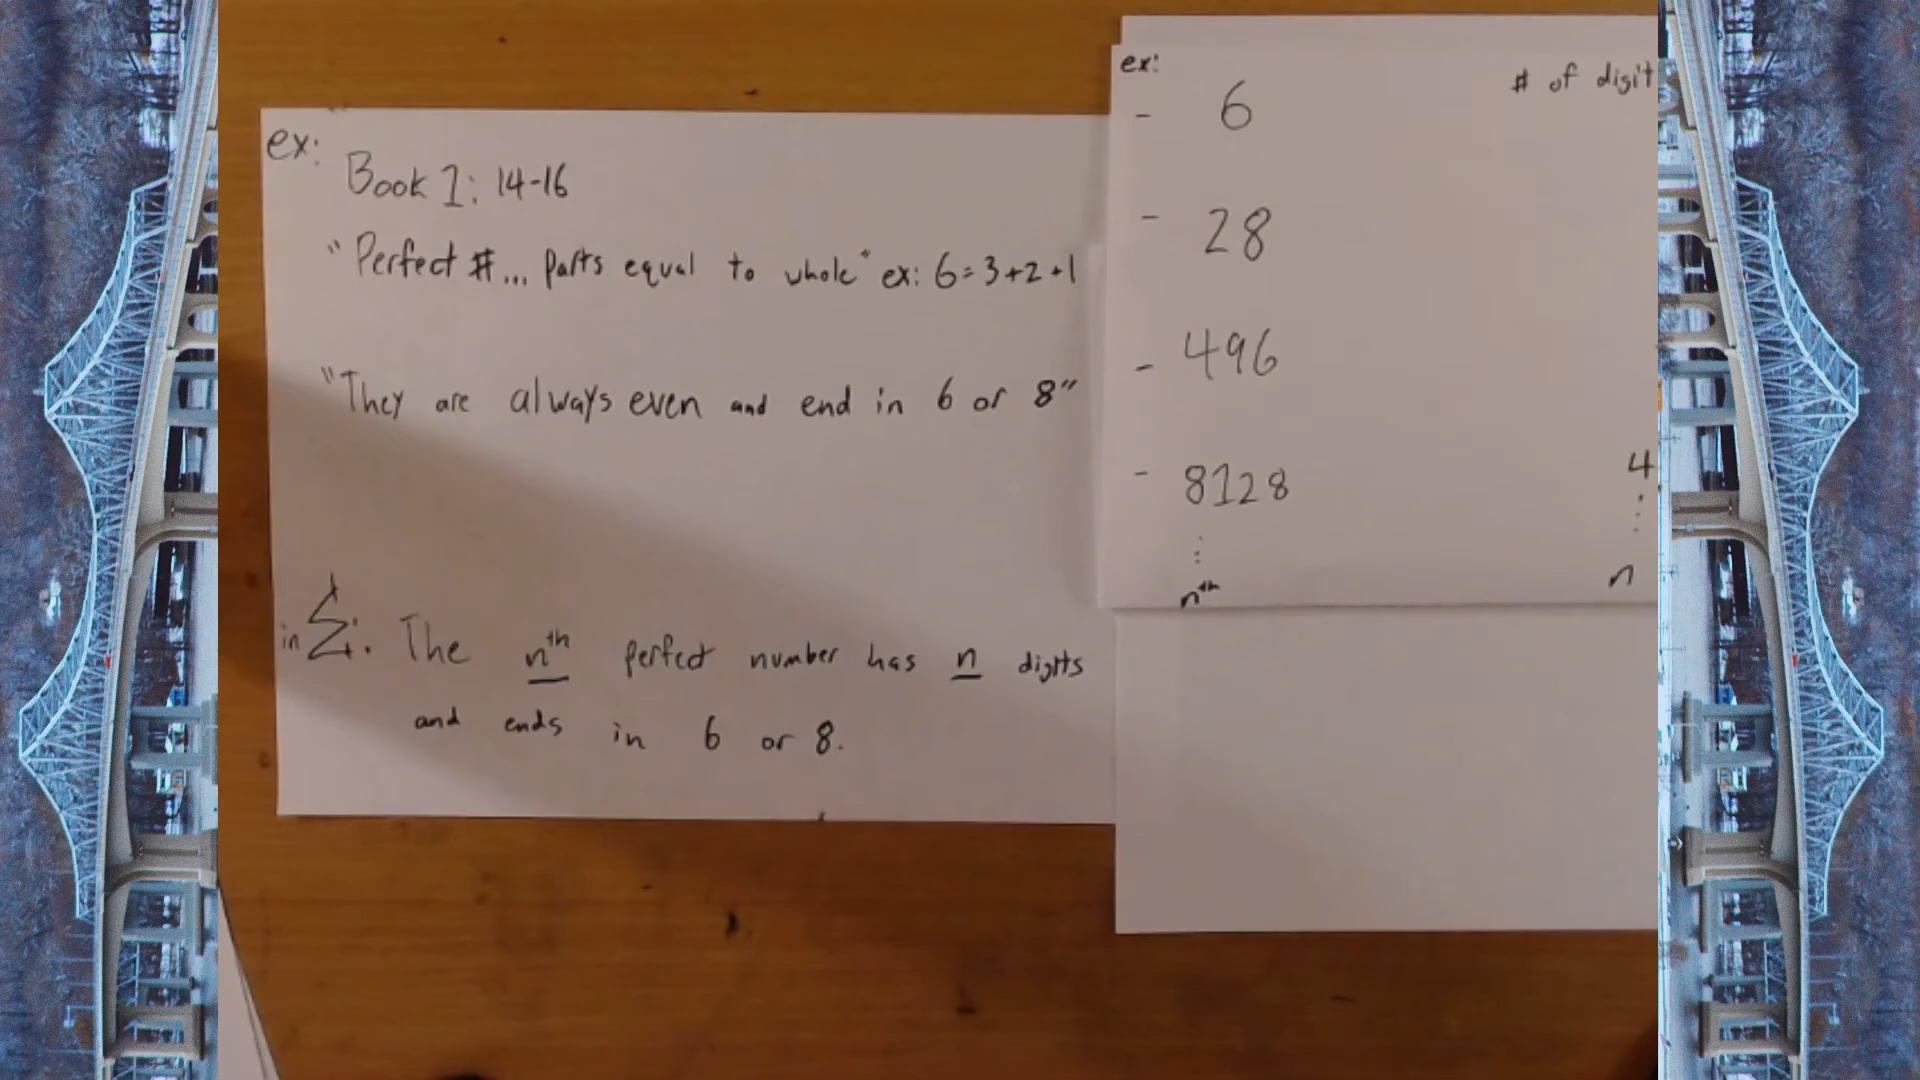 ex:
Book 1: 14-16
"Perfect #... parts equal to whole" ex: 6=3+2+1
"They are always even and end in 6 or 8"
in Σ: The nth perfect number has n digits
and ends in 6 or 8.
ex: # of digit
- 6
- 28
- 496
- 8128 4
⋮ ⋮
nth n